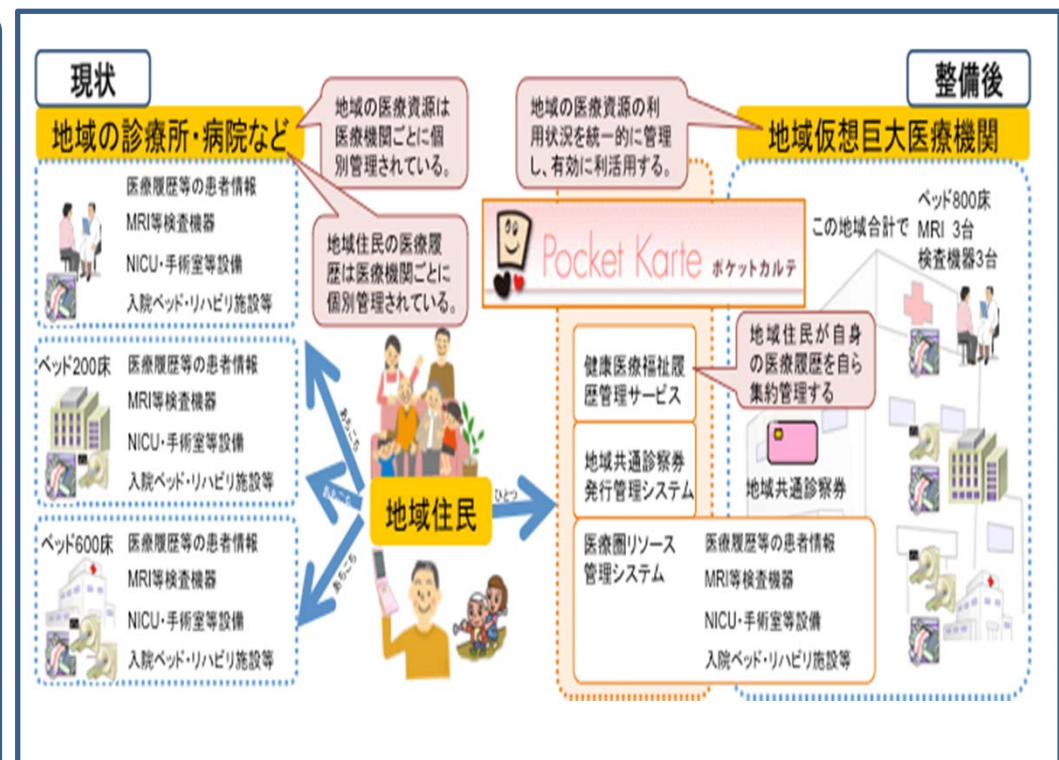 現状
地域の診療所・病院など
地域の医療資源は
医療機関ごとに個
別管理されている。
地域住民の医療履
歴は医療機関ごとに
個別管理されている。
医療履歴等の患者情報
MRI等検査機器
NICU・手術室等設備
入院ベッド・リハビリ施設等
ベッド200床
医療履歴等の患者情報
MRI等検査機器
NICU・手術室等設備
入院ベッド・リハビリ施設等
ベッド600床
医療履歴等の患者情報
MRI等検査機器
NICU・手術室等設備
入院ベッド・リハビリ施設等
あちこち
あちこち
あちこち
地域住民
ひとつ
地域の医療資源の利
用状況を統一的に管理
し、有効に利活用する。
Pocket Karte ポケットカルテ
健康医療福祉履
歴管理サービス
地域共通診察券
発行管理システム
医療圏リソース
管理システム
医療履歴等の患者情報
MRI等検査機器
NICU・手術室等設備
入院ベッド・リハビリ施設等
整備後
地域仮想巨大医療機関
この地域合計で
ベッド800床
MRI 3台
検査機器3台
地域住民が自身
の医療履歴を自ら
集約管理する
地域共通診察券